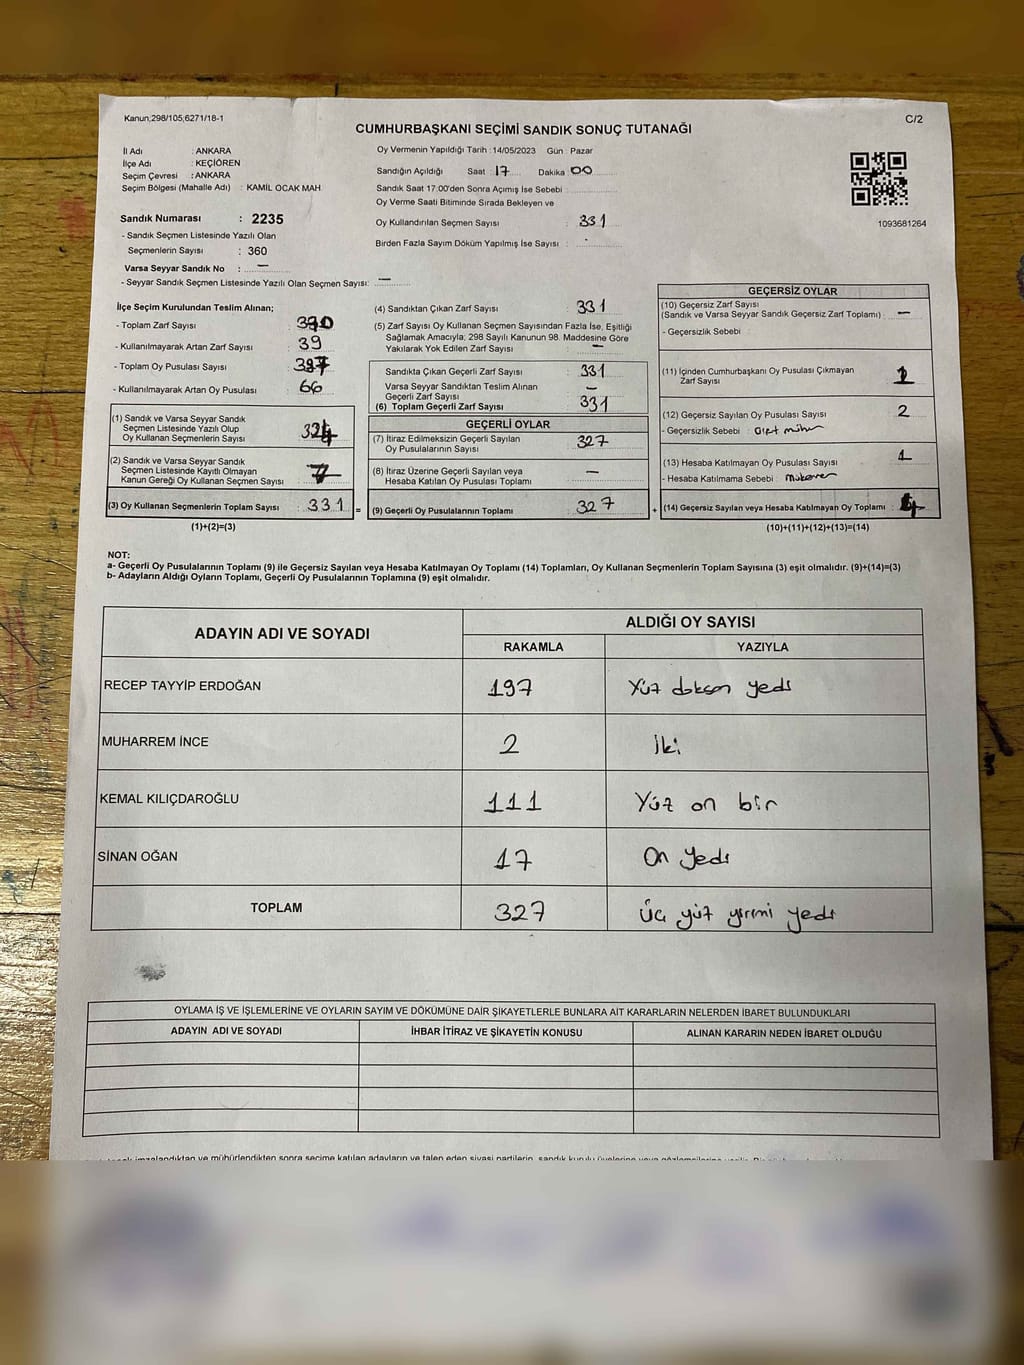 Kanun;298/105;6271/18-1
C/2
CUMHURBAŞKANI SEÇİMİ SANDIK SONUÇ TUTANAĞI
İl Adı : ANKARA
İlçe Adı : KEÇİÖREN
Seçim Çevresi : ANKARA
Seçim Bölgesi (Mahalle Adı) : KAMİL OCAK MAH
Sandık Numarası : 2235
- Sandık Seçmen Listesinde Yazılı Olan
Seçmenlerin Sayısı : 360
Varsa Seyyar Sandık No : —
- Seyyar Sandık Seçmen Listesinde Yazılı Olan Seçmen Sayısı: —
Oy Vermenin Yapıldığı Tarih : 14/05/2023 Gün : Pazar
Sandığın Açıldığı Saat : 17 Dakika 00
Sandık Saat 17:00'den Sonra Açımış İse Sebebi :
Oy Verme Saati Bitiminde Sırada Bekleyen ve
Oy Kullandırılan Seçmen Sayısı : 331
Birden Fazla Sayım Döküm Yapılmış İse Sayısı :
1093681264
İlçe Seçim Kurulundan Teslim Alınan;
- Toplam Zarf Sayısı :
- Kullanılmayarak Artan Zarf Sayısı : 39
- Toplam Oy Pusulası Sayısı :
- Kullanılmayarak Artan Oy Pusulası : 66
(1) Sandık ve Varsa Seyyar Sandık
Seçmen Listesinde Yazılı Olup
Oy Kullanan Seçmenlerin Sayısı : 324
(2) Sandık ve Varsa Seyyar Sandık
Seçmen Listesinde Kayıtlı Olmayan
Kanun Gereği Oy Kullanan Seçmen Sayısı : 7
(3) Oy Kullanan Seçmenlerin Toplam Sayısı : 331 =
(1)+(2)=(3)
(4) Sandıktan Çıkan Zarf Sayısı : 331
(5) Zarf Sayısı Oy Kullanan Seçmen Sayısından Fazla İse, Eşitliği
Sağlamak Amacıyla; 298 Sayılı Kanunun 98. Maddesine Göre
Yakılarak Yok Edilen Zarf Sayısı : —
Sandıkta Çıkan Geçerli Zarf Sayısı : 331
Varsa Seyyar Sandıktan Teslim Alınan
Geçerli Zarf Sayısı : —
(6) Toplam Geçerli Zarf Sayısı : 331
GEÇERLİ OYLAR
(7) İtiraz Edilmeksizin Geçerli Sayılan
Oy Pusulalarının Sayısı : 327
(8) İtiraz Üzerine Geçerli Sayılan veya
Hesaba Katılan Oy Pusulası Toplamı : —
(9) Geçerli Oy Pusulalarının Toplamı : 327 +
GEÇERSİZ OYLAR
(10) Geçersiz Zarf Sayısı
(Sandık ve Varsa Seyyar Sandık Geçersiz Zarf Toplamı) : —
- Geçersizlik Sebebi :
(11) İçinden Cumhurbaşkanı Oy Pusulası Çıkmayan
Zarf Sayısı : 1
(12) Geçersiz Sayılan Oy Pusulası Sayısı : 2
- Geçersizlik Sebebi : Çift mühür
(13) Hesaba Katılmayan Oy Pusulası Sayısı : 1
- Hesaba Katılmama Sebebi :
(14) Geçersiz Sayılan veya Hesaba Katılmayan Oy Toplamı : 4
(10)+(11)+(12)+(13)=(14)
NOT:
a- Geçerli Oy Pusulalarının Toplamı (9) ile Geçersiz Sayılan veya Hesaba Katılmayan Oy Toplamı (14) Toplamları, Oy Kullanan Seçmenlerin Toplam Sayısına (3) eşit olmalıdır. (9)+(14)=(3)
b- Adayların Aldığı Oyların Toplamı, Geçerli Oy Pusulalarının Toplamına (9) eşit olmalıdır.
ADAYIN ADI VE SOYADI ALDIĞI OY SAYISI
RAKAMLA YAZIYLA
RECEP TAYYİP ERDOĞAN 197 Yüz doksan yedi
MUHARREM İNCE 2 İki
KEMAL KILIÇDAROĞLU 111 Yüz on bir
SİNAN OĞAN 17 On Yedi
TOPLAM 327 Üç yüz yirmi yedi
OYLAMA İŞ VE İŞLEMLERİNE VE OYLARIN SAYIM VE DÖKÜMÜNE DAİR ŞİKAYETLERLE BUNLARA AİT KARARLARIN NELERDEN İBARET BULUNDUKLARI
ADAYIN ADI VE SOYADI İHBAR İTİRAZ VE ŞİKAYETİN KONUSU ALINAN KARARIN NEDEN İBARET OLDUĞU